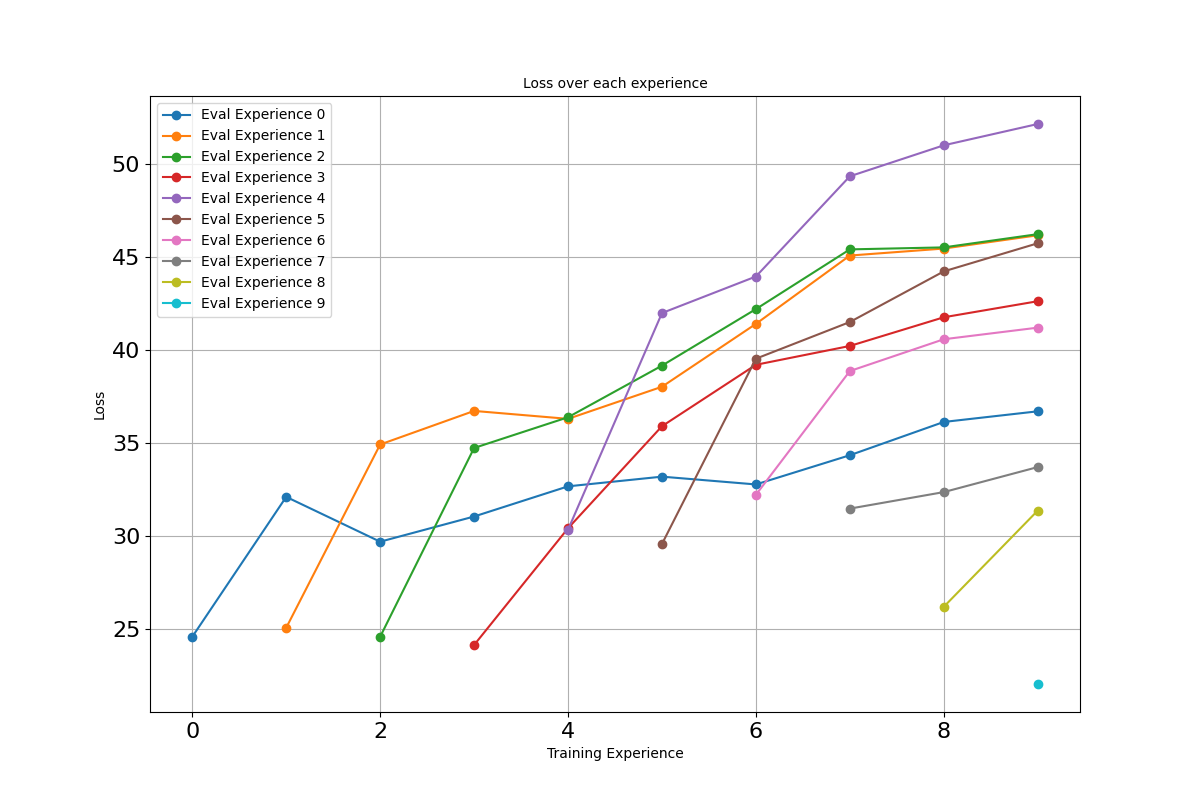 Loss over each experience
Eval Experience 0
Eval Experience 1
Eval Experience 2
Eval Experience 3
Eval Experience 4
Eval Experience 5
Eval Experience 6
Eval Experience 7
Eval Experience 8
Eval Experience 9
50
45
40
35
30
25
Loss
0 2 4 6 8
Training Experience